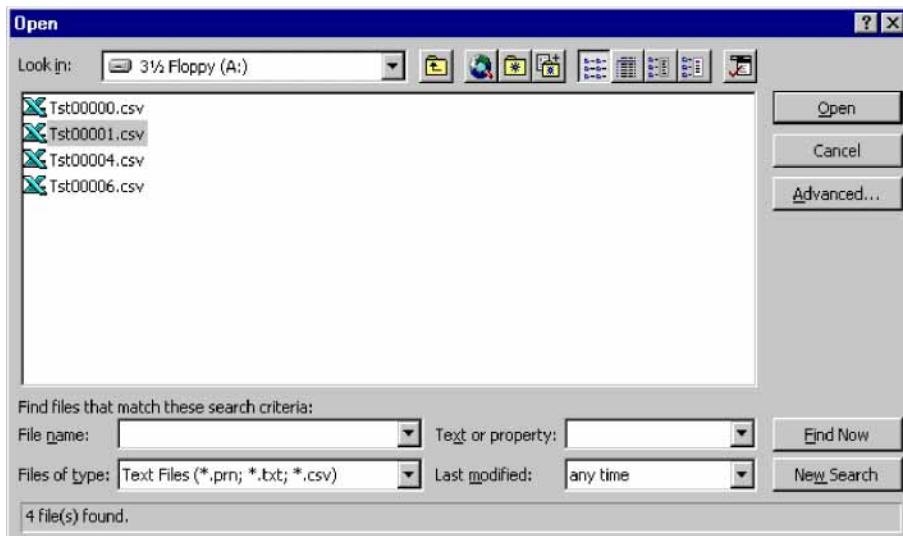 Open
Look in: 3½ Floppy (A:)
Tst00000.csv
Tst00001.csv
Tst00004.csv
Tst00006.csv
Open
Cancel
Advanced...
Find files that match these search criteria:
File name: Text or property: Find Now
Files of type: Text Files (*.prn; *.txt; *.csv) Last modified: any time New Search
4 file(s) found.